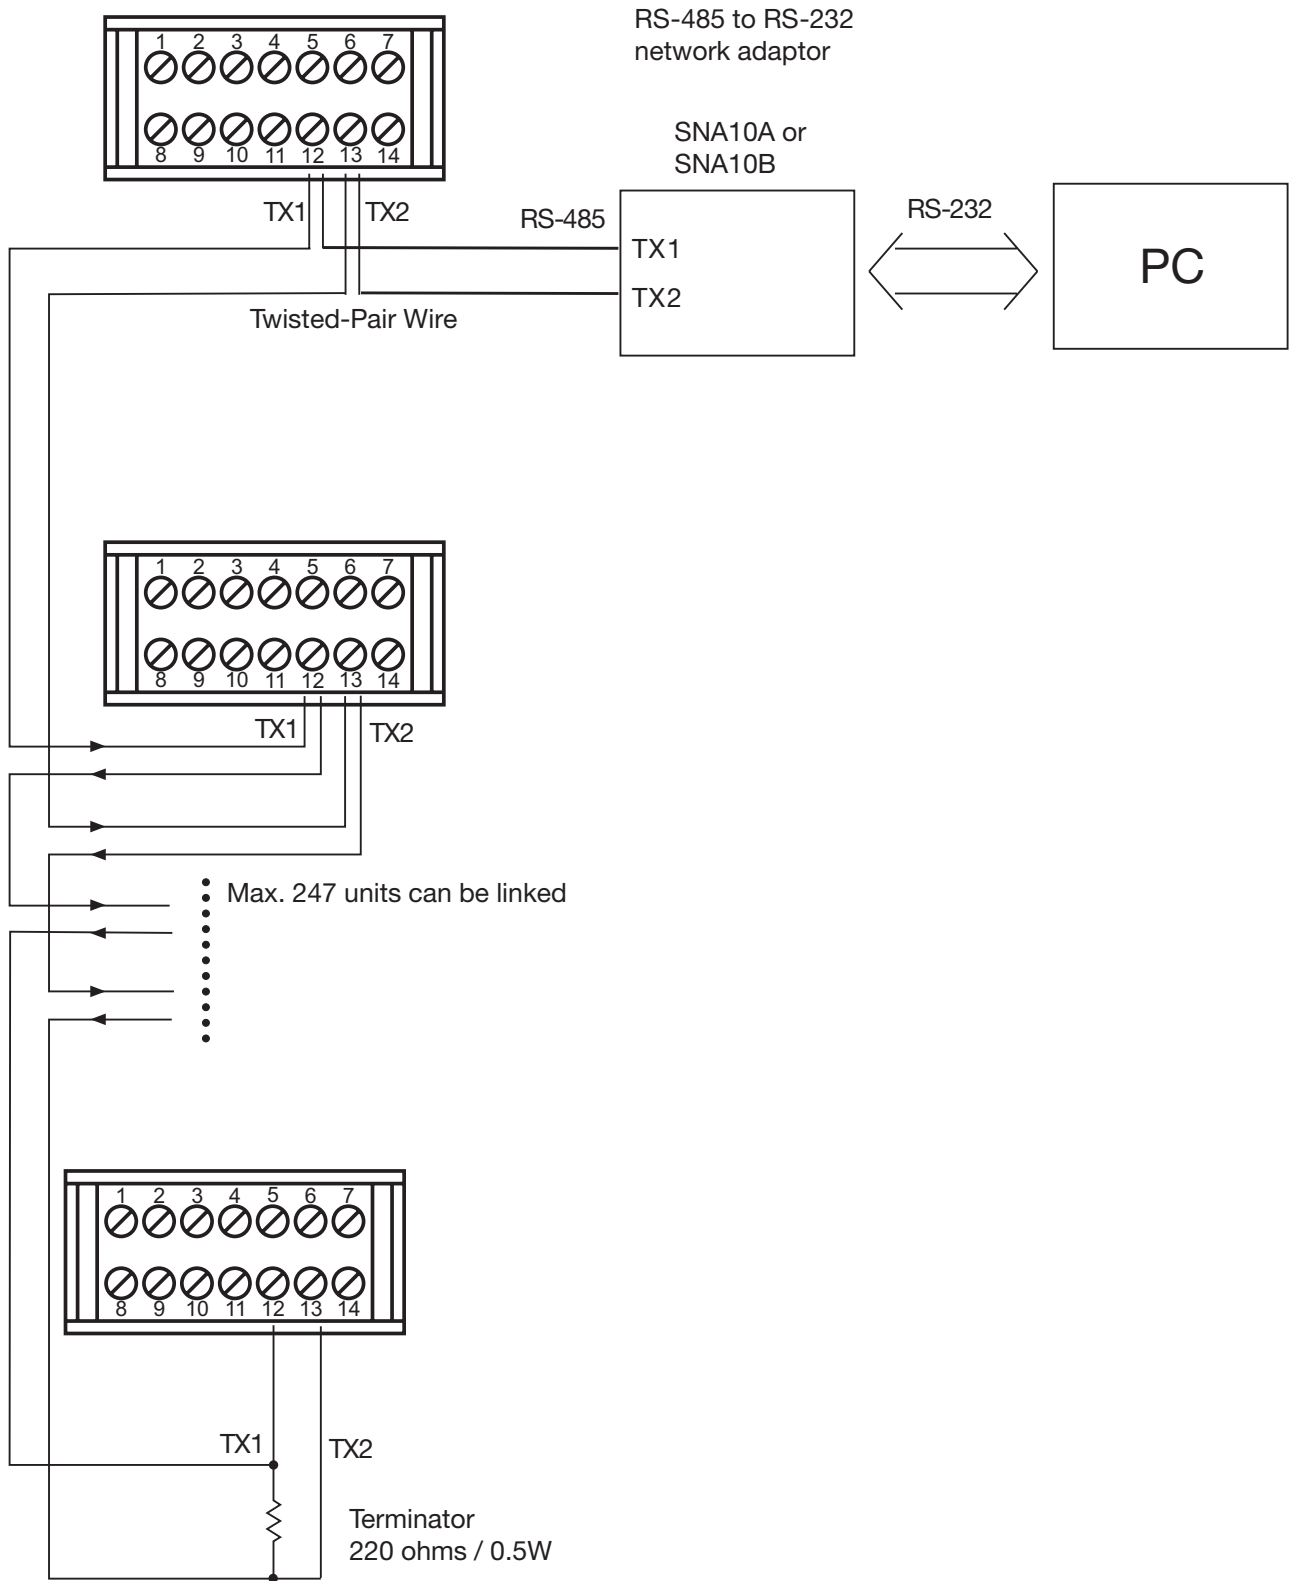 RS-485 to RS-232
network adaptor
1 2 3 4 5 6 7
8 9 10 11 12 13 14
SNA10A or
SNA10B
TX1 TX2
RS-485
RS-232
TX1
TX2
PC
Twisted-Pair Wire
1 2 3 4 5 6 7
8 9 10 11 12 13 14
TX1 TX2
Max. 247 units can be linked
1 2 3 4 5 6 7
8 9 10 11 12 13 14
TX1 TX2
Terminator
220 ohms / 0.5W